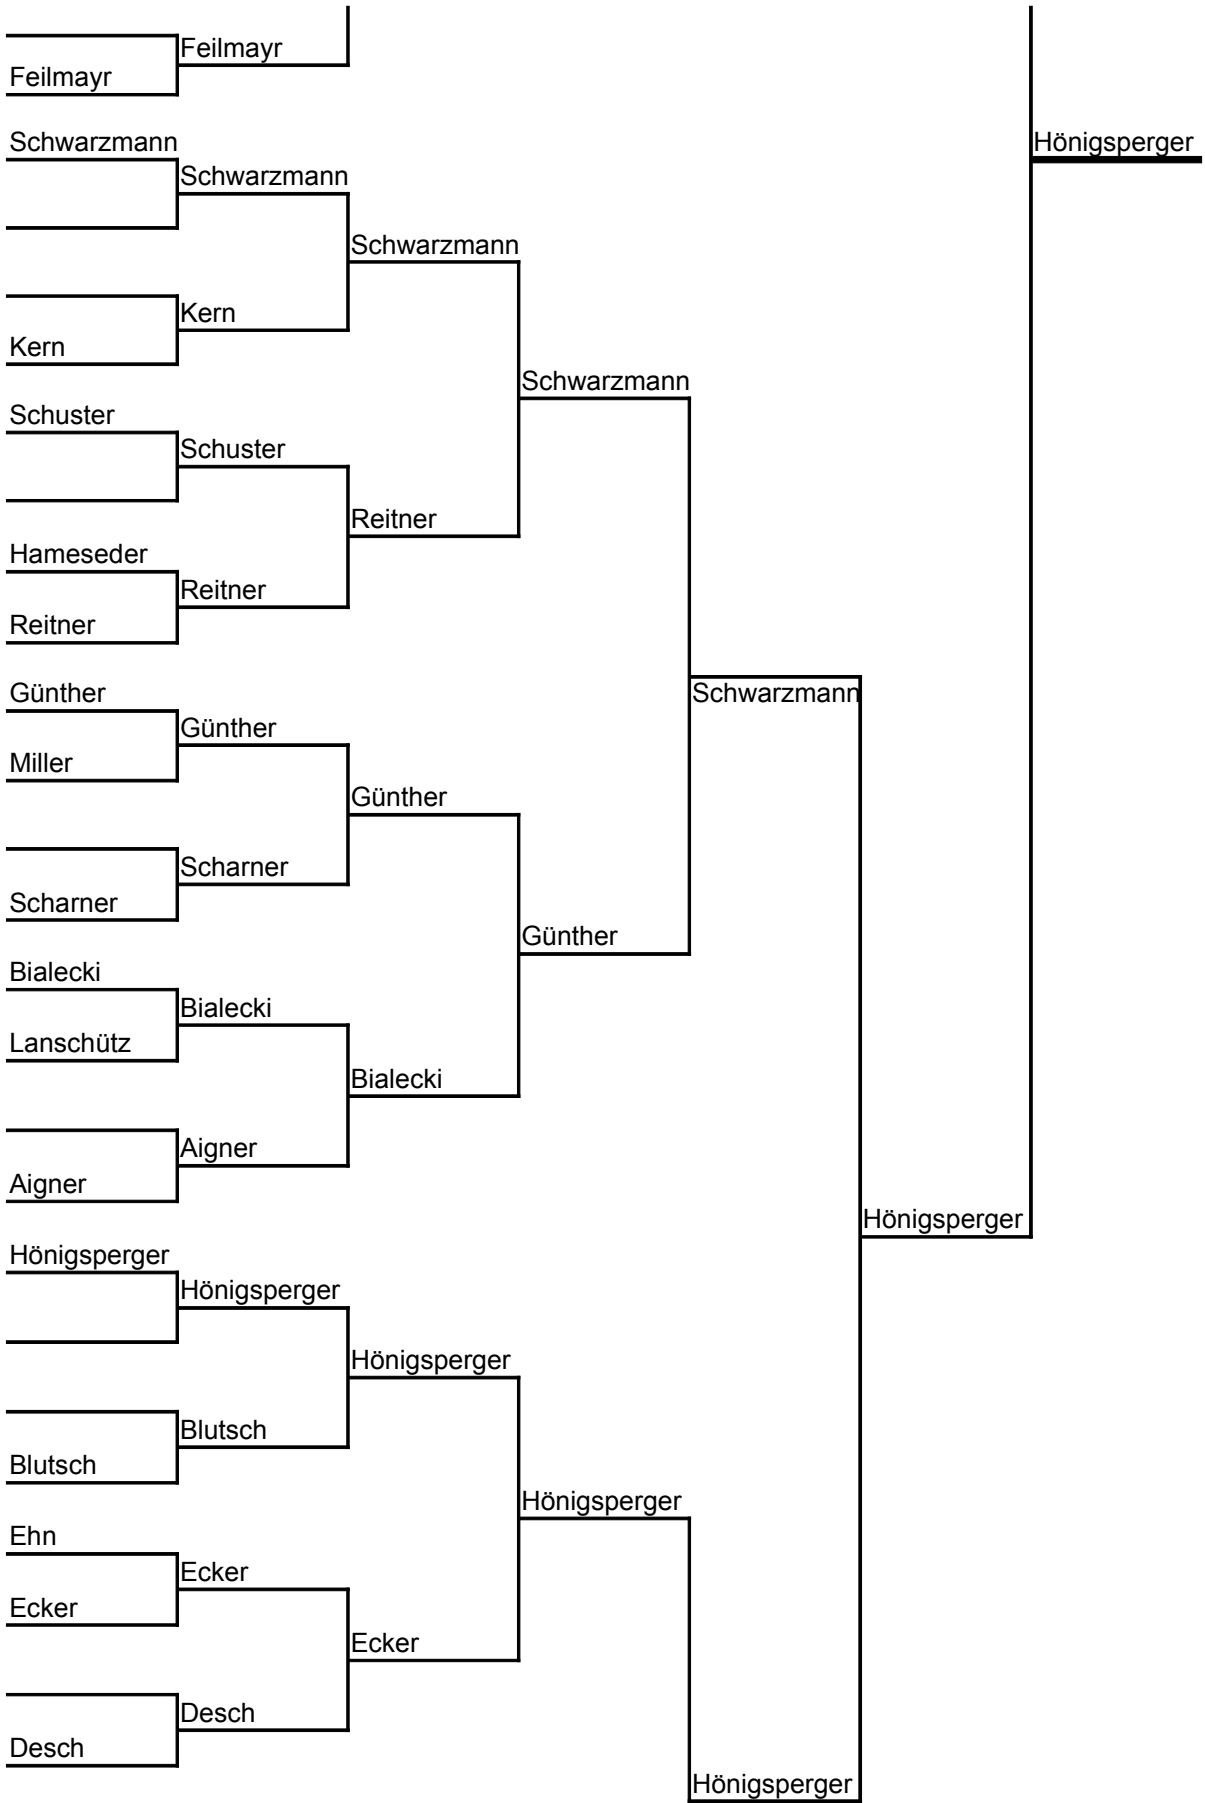 Feilmayr
Feilmayr
Schwarzmann
Hönigsperger
Schwarzmann
Schwarzmann
Kern
Kern
Schwarzmann
Schuster
Schuster
Reitner
Hameseder
Reitner
Reitner
Günther
Schwarzmann
Günther
Miller
Günther
Scharner
Scharner
Günther
Bialecki
Bialecki
Lanschütz
Bialecki
Aigner
Aigner
Hönigsperger
Hönigsperger
Hönigsperger
Hönigsperger
Blutsch
Blutsch
Hönigsperger
Ehn
Ecker
Ecker
Ecker
Desch
Desch
Hönigsperger